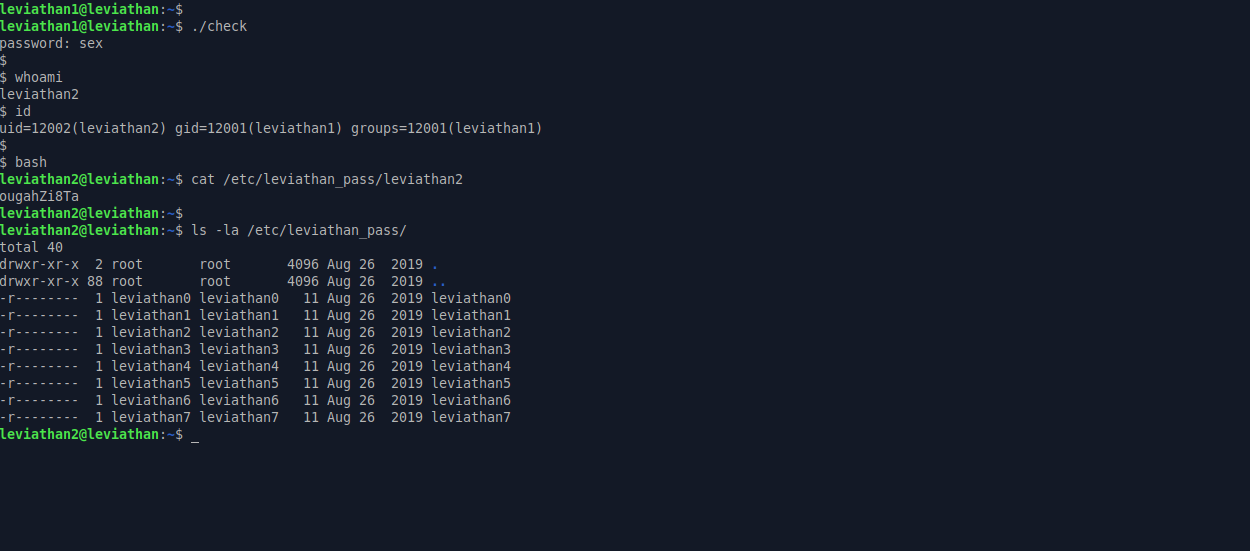 leviathan1@leviathan:~$
leviathan1@leviathan:~$ ./check
password: sex
$
$ whoami
leviathan2
$ id
uid=12002(leviathan2) gid=12001(leviathan1) groups=12001(leviathan1)
$
$ bash
leviathan2@leviathan:~$ cat /etc/leviathan_pass/leviathan2
ougahZi8Ta
leviathan2@leviathan:~$
leviathan2@leviathan:~$ ls -la /etc/leviathan_pass/
total 40
drwxr-xr-x  2 root       root       4096 Aug 26  2019 .
drwxr-xr-x 88 root       root       4096 Aug 26  2019 ..
-r--------  1 leviathan0 leviathan0   11 Aug 26  2019 leviathan0
-r--------  1 leviathan1 leviathan1   11 Aug 26  2019 leviathan1
-r--------  1 leviathan2 leviathan2   11 Aug 26  2019 leviathan2
-r--------  1 leviathan3 leviathan3   11 Aug 26  2019 leviathan3
-r--------  1 leviathan4 leviathan4   11 Aug 26  2019 leviathan4
-r--------  1 leviathan5 leviathan5   11 Aug 26  2019 leviathan5
-r--------  1 leviathan6 leviathan6   11 Aug 26  2019 leviathan6
-r--------  1 leviathan7 leviathan7   11 Aug 26  2019 leviathan7
leviathan2@leviathan:~$ _